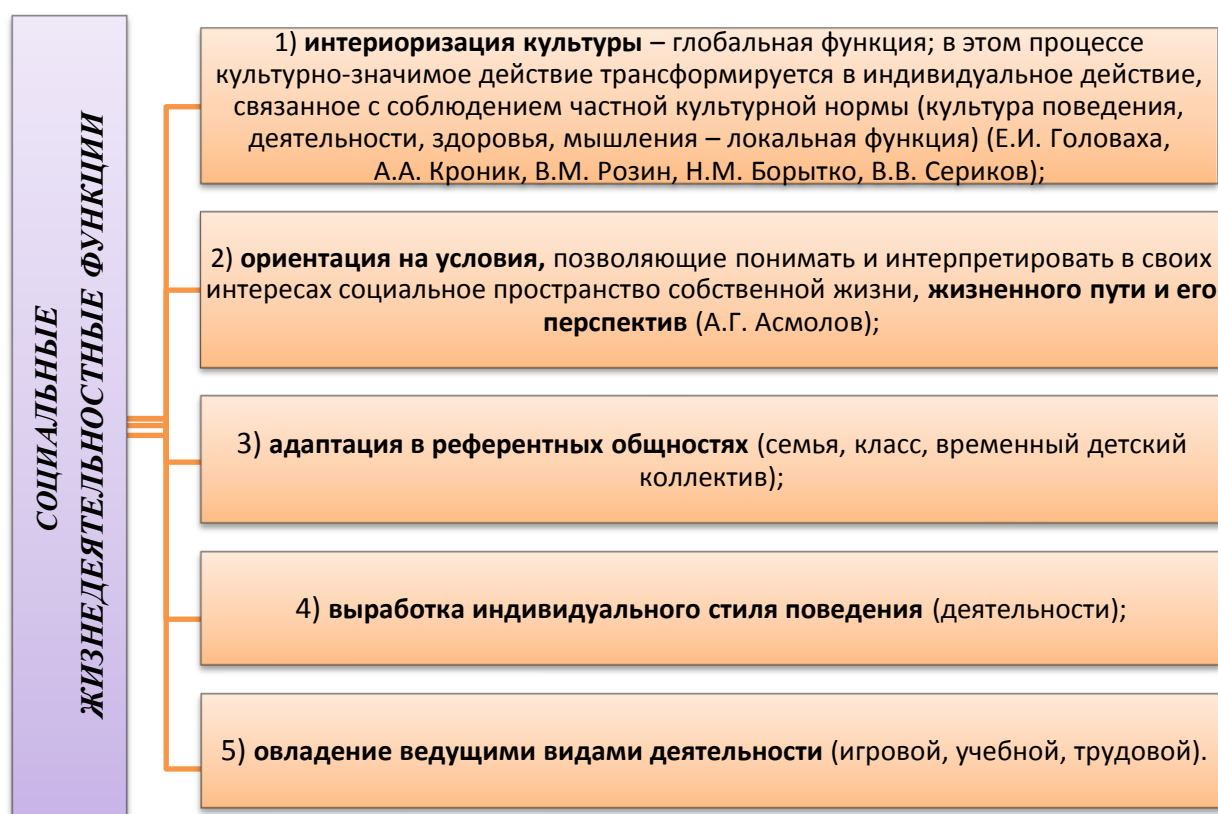 СОЦИАЛЬНЫЕ
ЖИЗНЕДЕЯТЕЛЬНОСТНЫЕ ФУНКЦИИ
1) интериоризация культуры – глобальная функция; в этом процессе
культурно-значимое действие трансформируется в индивидуальное действие,
связанное с соблюдением частной культурной нормы (культура поведения,
деятельности, здоровья, мышления – локальная функция) (Е.И. Головаха,
А.А. Кроник, В.М. Розин, Н.М. Борытко, В.В. Сериков);
2) ориентация на условия, позволяющие понимать и интерпретировать в своих
интересах социальное пространство собственной жизни, жизненного пути и его
перспектив (А.Г. Асмолов);
3) адаптация в референтных общностях (семья, класс, временный детский
коллектив);
4) выработка индивидуального стиля поведения (деятельности);
5) овладение ведущими видами деятельности (игровой, учебной, трудовой).